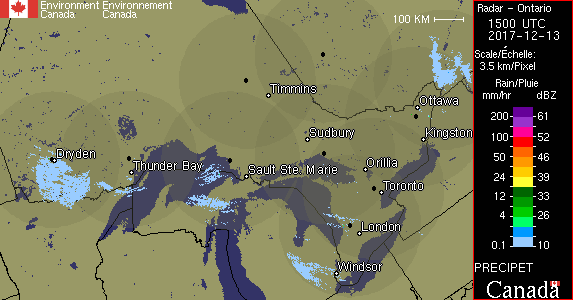 Environment Environnement
Canada Canada
100 KM
Timmins
Ottawa
Sudbury
Kingston
Dryden
Thunder Bay
Sault Ste. Marie
Orillia
Toronto
London
Windsor
Radar - Ontario
1500 UTC
2017-12-13
Scale/Échelle:
3.5 km/Pixel
Rain/Pluie
mm/hr dBZ
200 61
100 52
50 46
24 39
12 33
4 26
0.1 10
PRECIPET
Canada